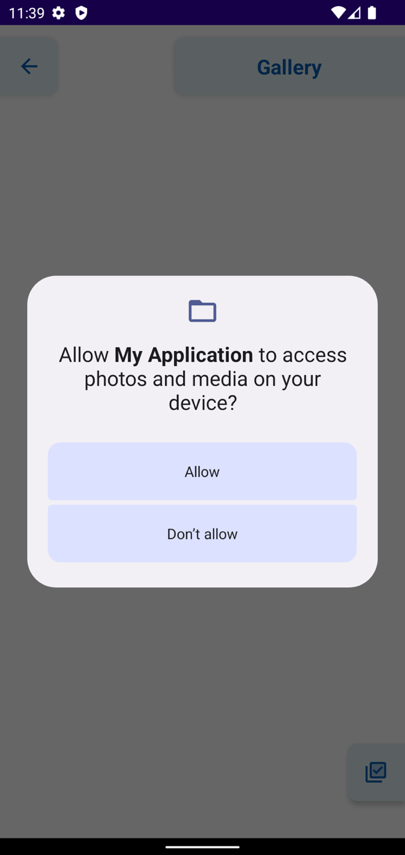 11:39
Gallery
Allow My Application to access
photos and media on your
device?
Allow
Don't allow